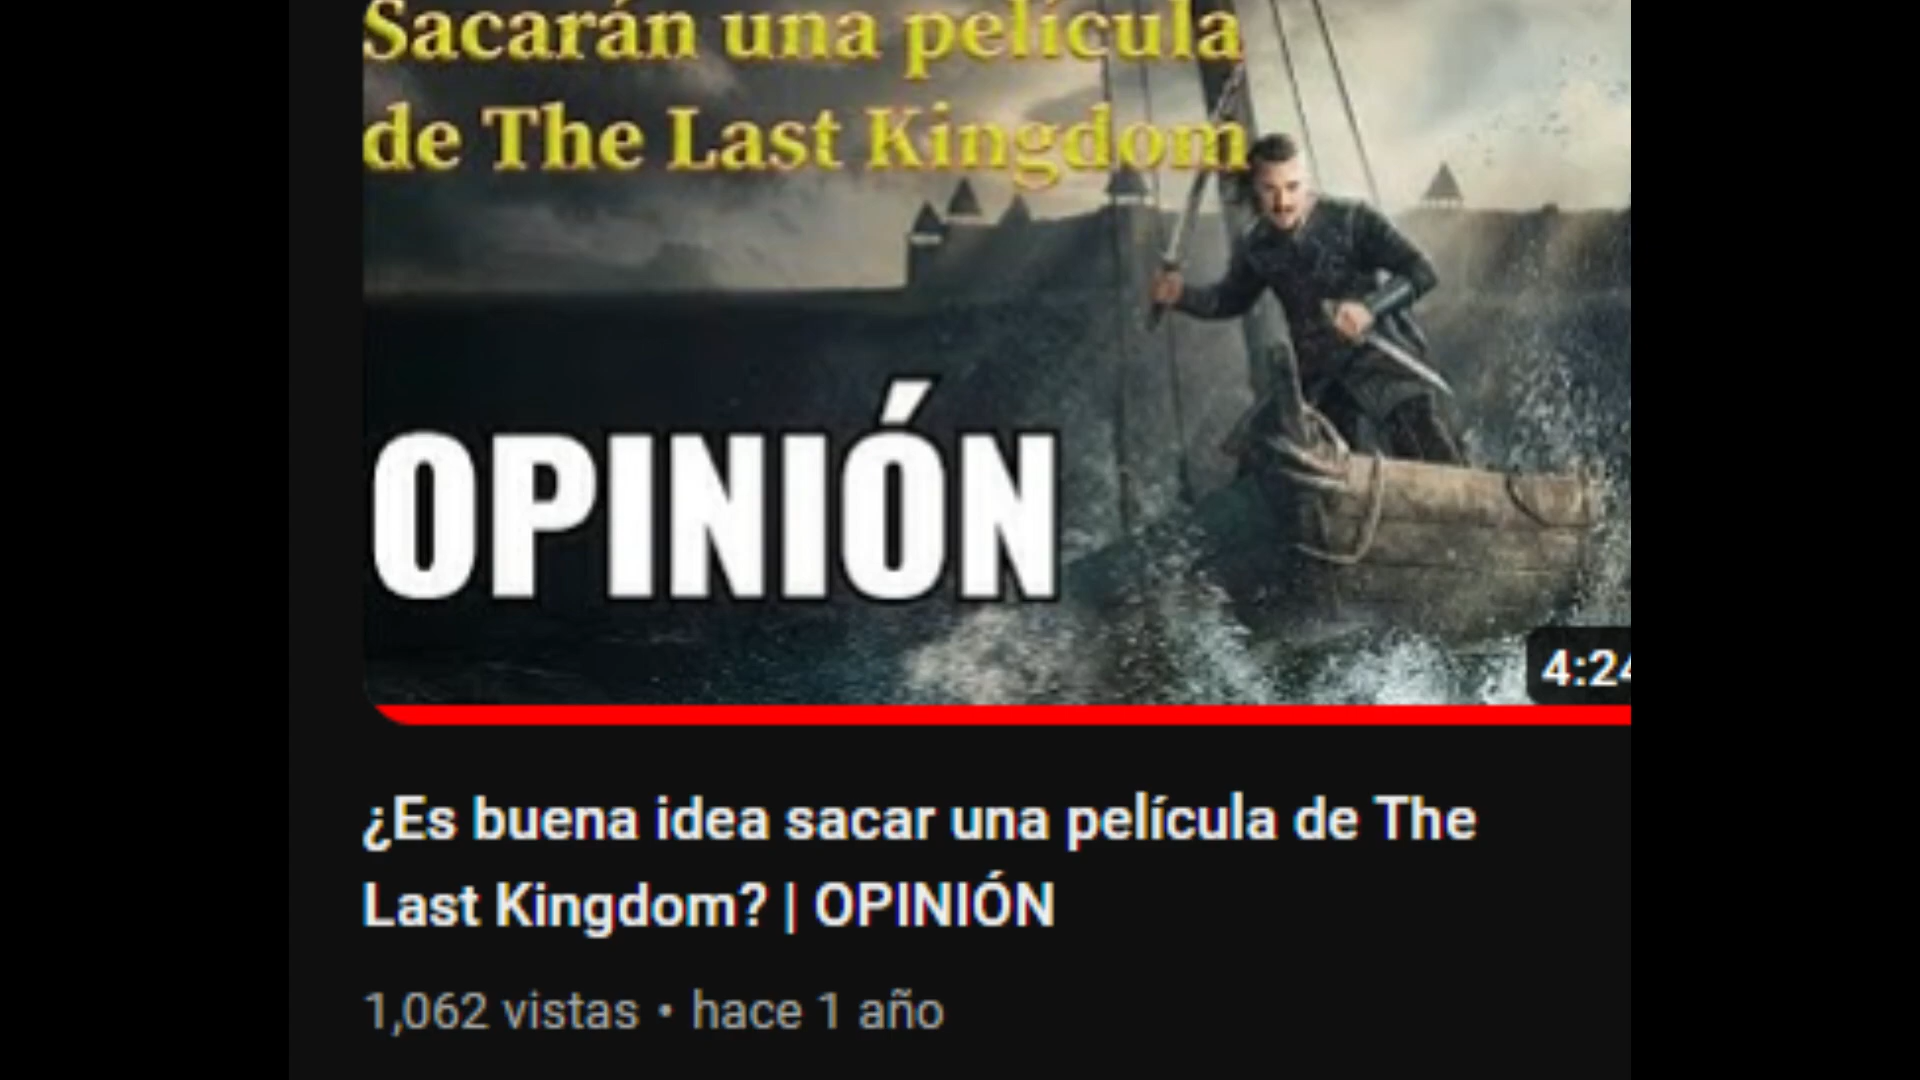 Sacarán una película
de The Last Kingdom
OPINIÓN
4:24
¿Es buena idea sacar una película de The
Last Kingdom? | OPINIÓN
1,062 vistas • hace 1 año